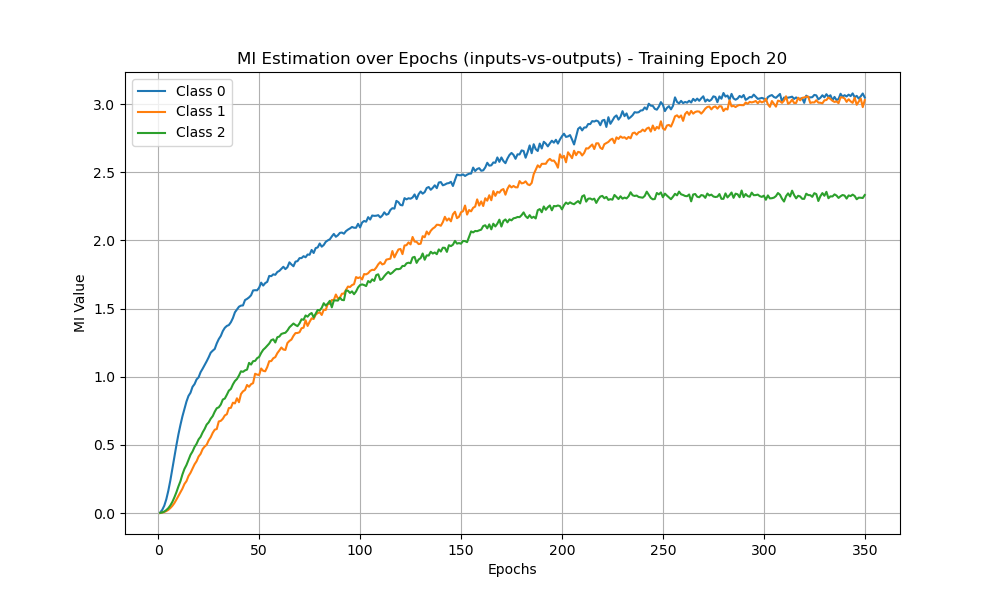 MI Estimation over Epochs (inputs-vs-outputs) - Training Epoch 20
Class 0
Class 1
Class 2
MI Value
3.0
2.5
2.0
1.5
1.0
0.5
0.0
0 50 100 150 200 250 300 350
Epochs